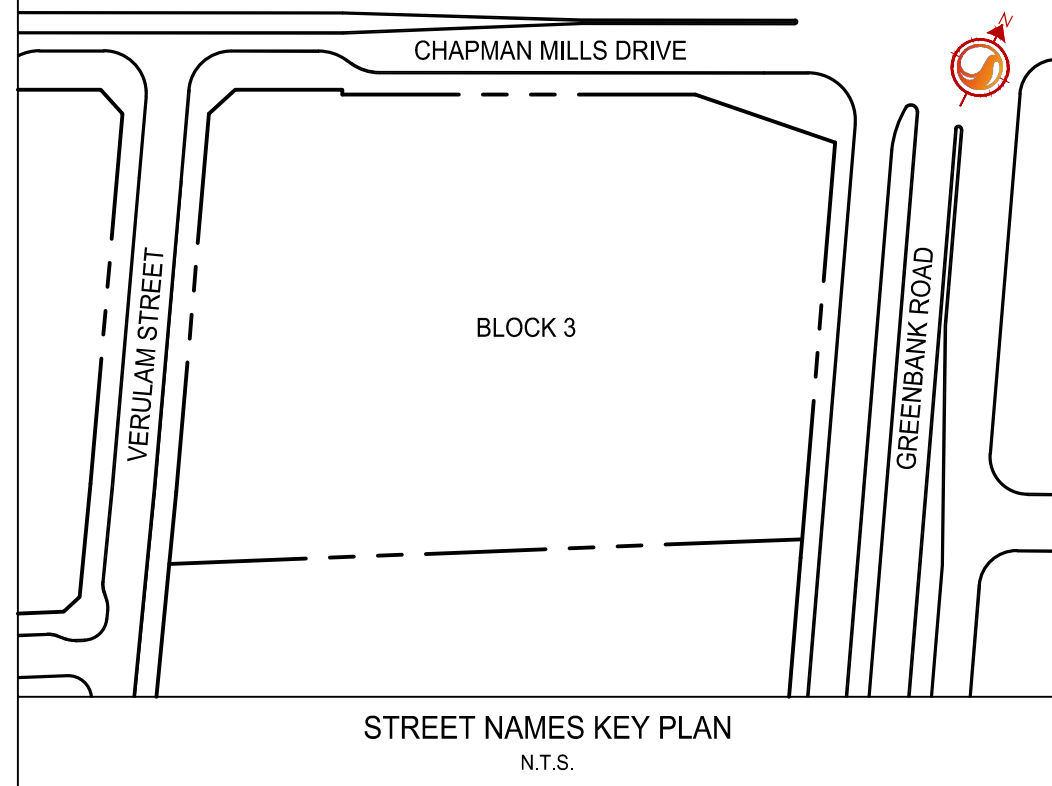 CHAPMAN MILLS DRIVE
N
VERULAM STREET
BLOCK 3
GREENBANK ROAD
STREET NAMES KEY PLAN
N.T.S.